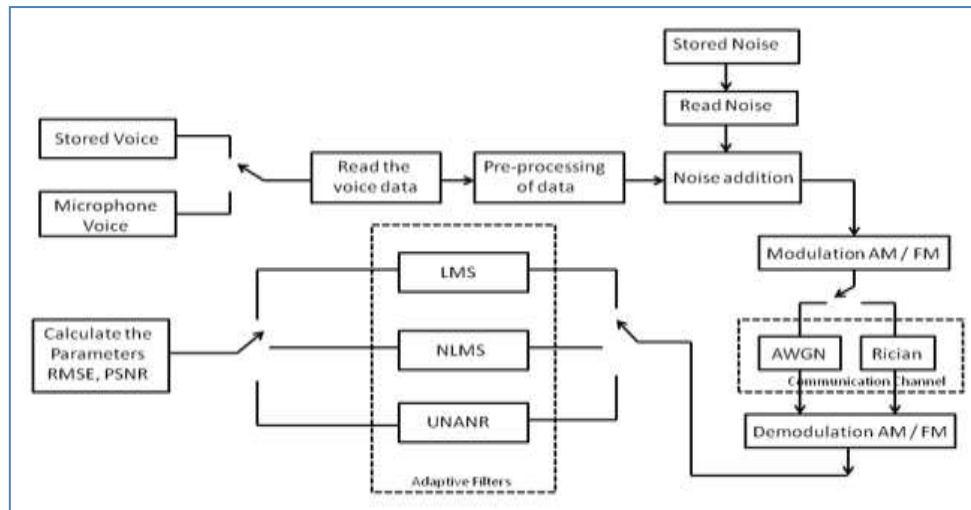 Stored Noise
Read Noise
Stored Voice
Microphone
Voice
Read the
voice data
Pre-processing
of data
Noise addition
Modulation AM / FM
AWGN
Rician
Communication Channel
Demodulation AM / FM
LMS
NLMS
UNANR
Adaptive Filters
Calculate the
Parameters
RMSE, PSNR